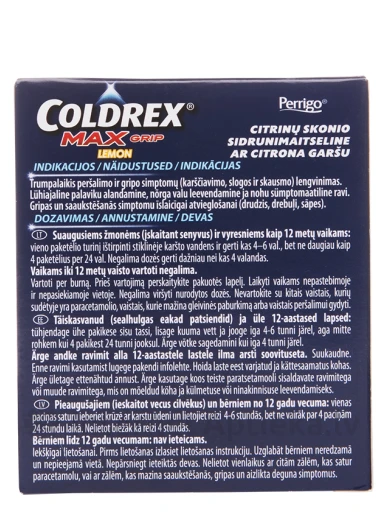 COLDREX®
MAX GRIP
LEMON
Perrigo
CITRINŲ SKONIO
SIDRUNIMAITSELINE
AR CITRONA GARŠU
INDIKACIJOS / NÄIDUSTUSED / INDIKĀCIJAS
Trumpalaikis peršalimo ir gripo simptomų (karščiavimo, slogos ir skausmo) lengvinimas.
Lühiajaline palaviku alandamine, nõrga valu leevendamine ja nohu sümptomaatiline ravi.
Gripas un saaukstēšanās simptomu īslaicīgai atvieglošanai (drudzis, drebuļi, sāpes).
DOZAVIMAS / ANNUSTAMINE / DEVAS
LT Suaugusiems žmonėms (įskaitant senyvus) ir vyresniems kaip 12 metų vaikams:
vieno paketėlio turinį ištirpinti stiklinėje karšto vandens ir gerti kas 4–6 val., bet ne daugiau kaip
4 paketėlius per 24 val. Negalima dozės gerti dažniau nei kas 4 valandas.
Vaikams iki 12 metų vaisto vartoti negalima.
Vartoti per burną. Prieš vartojimą perskaitykite pakuotės lapelį. Laikyti vaikams nepastebimoje
ir nepasiekiamoje vietoje. Negalima viršyti nurodytos dozės. Nevartokite su kitais vaistais, kurių
sudėtyje yra paracetamolio, vaistais, kurie mažina gleivinės paburkimą arba vaistais peršalimui gydyti.
EE Täiskasvanud (sealhulgas eakad patsiendid) ja üle 12-aastased lapsed:
tühjendage ühe pakikese sisu tassi, lisage kuuma vett ja jooge iga 4-6 tunni järel, aga mitte
rohkem kui 4 pakikest 24 tunni jooksul. Ärge võtke sagedamini kui iga 4 tunni järel.
Ärge andke ravimit alla 12-aastastele lastele ilma arsti soovituseta. Suukaudne.
Enne ravimi kasutamist lugege pakendi infolehte. Hoida laste eest varjatud ja kättesaamatus kohas.
Ärge ületage ettenähtud annust. Ärge kasutage koos teiste paratsetamooli sisaldavate ravimitega
või muude ravimitega, mis on mõeldud köha ja külmetuse või ninakinnisuse leevendamiseks.
LV Pieaugušajiem (ieskaitot vecus cilvēkus) un bērniem no 12 gadu vecuma: vienas
paciņas saturu ieberiet krūzē ar karstu ūdeni un lietojiet reizi 4-6 stundās, bet ne vairāk par 4 paciņām
24 stundu laikā. Nelietot biežāk kā reizi 4 stundās.
Bērniem līdz 12 gadu vecumam: nav ieteicams.
Iekšķīgai lietošanai. Pirms lietošanas izlasiet lietošanas instrukciju. Uzglabāt bērniem neredzamā
un nepieejamā vietā. Nepārsniegt ieteiktās devas. Nelietot vienlaikus ar citām zālēm, kas satur
paracetamolu, vai ar zālēm, kas mazina saaukstēšanās, gripas un aizlikta deguna simptomus.